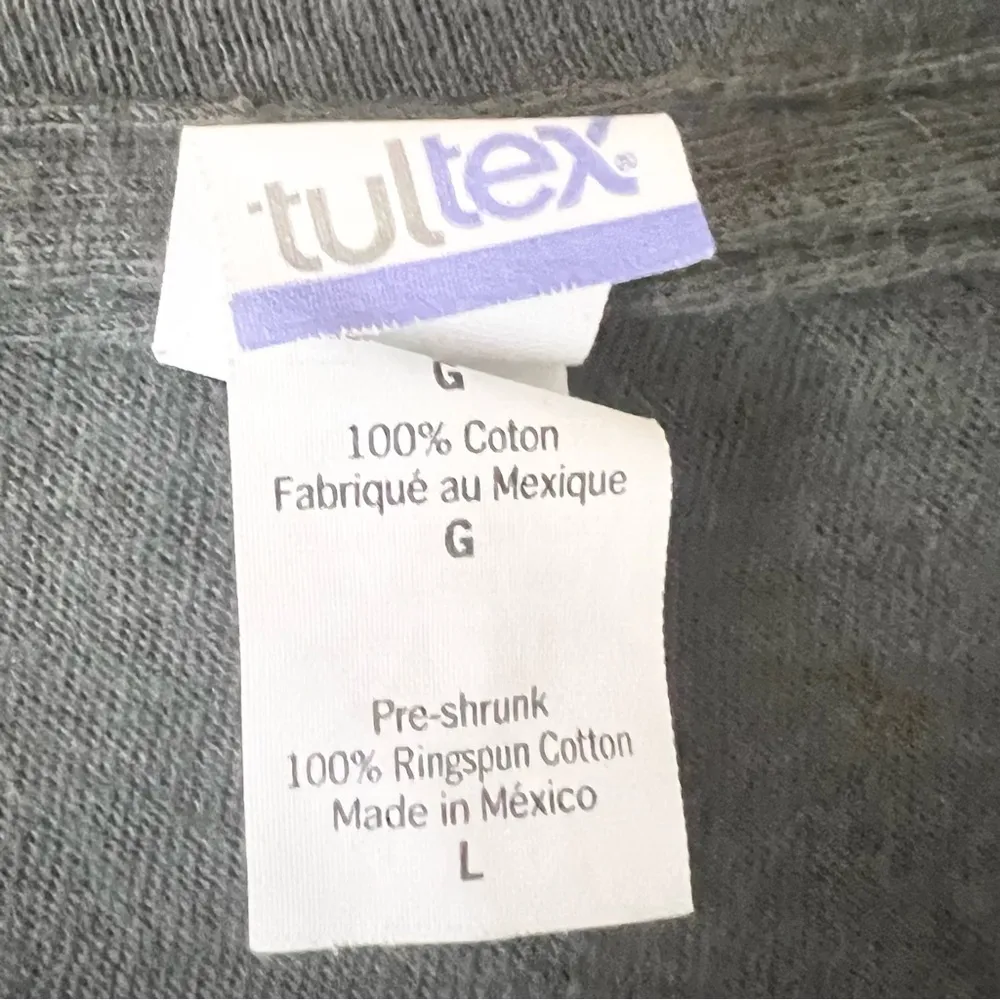 tultex®
G
100% Coton
Fabriqué au Mexique
G
Pre-shrunk
100% Ringspun Cotton
Made in México
L